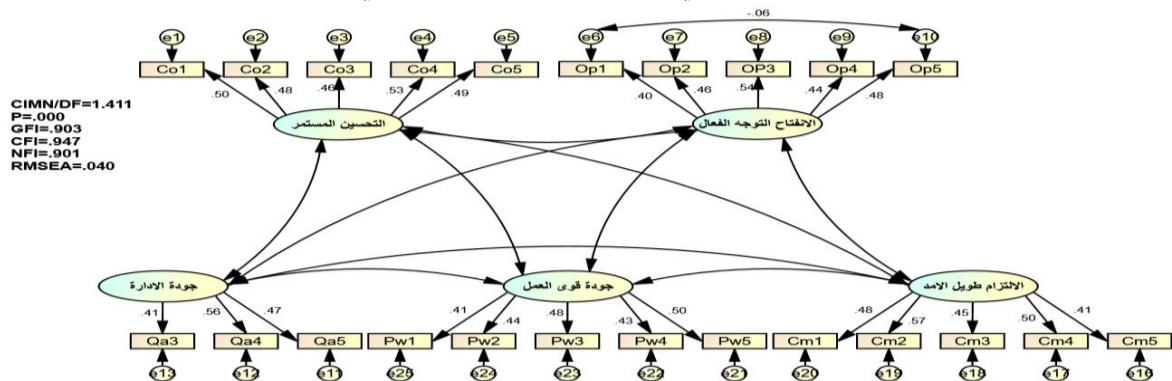 -.06
e1 e2 e3 e4 e5 e6 e7 e8 e9 e10
Co1 Co2 Co3 Co4 Co5 Op1 Op2 OP3 Op4 Op5
.50 .48 .46 .53 .49 .40 .46 .54 .44 .48
CIMN/DF=1.411
P=.000
GFI=.903
CFI=.947
NFI=.901
RMSEA=.040
التحسين المستمر
الانفتاح التوجه الفعال
جودة الادارة
جودة قوى العمل
الالتزام طويل الامد
.41 .56 .47 .41 .44 .48 .43 .50 .48 .57 .45 .50 .41
Qa3 Qa4 Qa5 Pw1 Pw2 Pw3 Pw4 Pw5 Cm1 Cm2 Cm3 Cm4 Cm5
e13 e12 e11 e25 e24 e23 e22 e21 e20 e19 e18 e17 e16